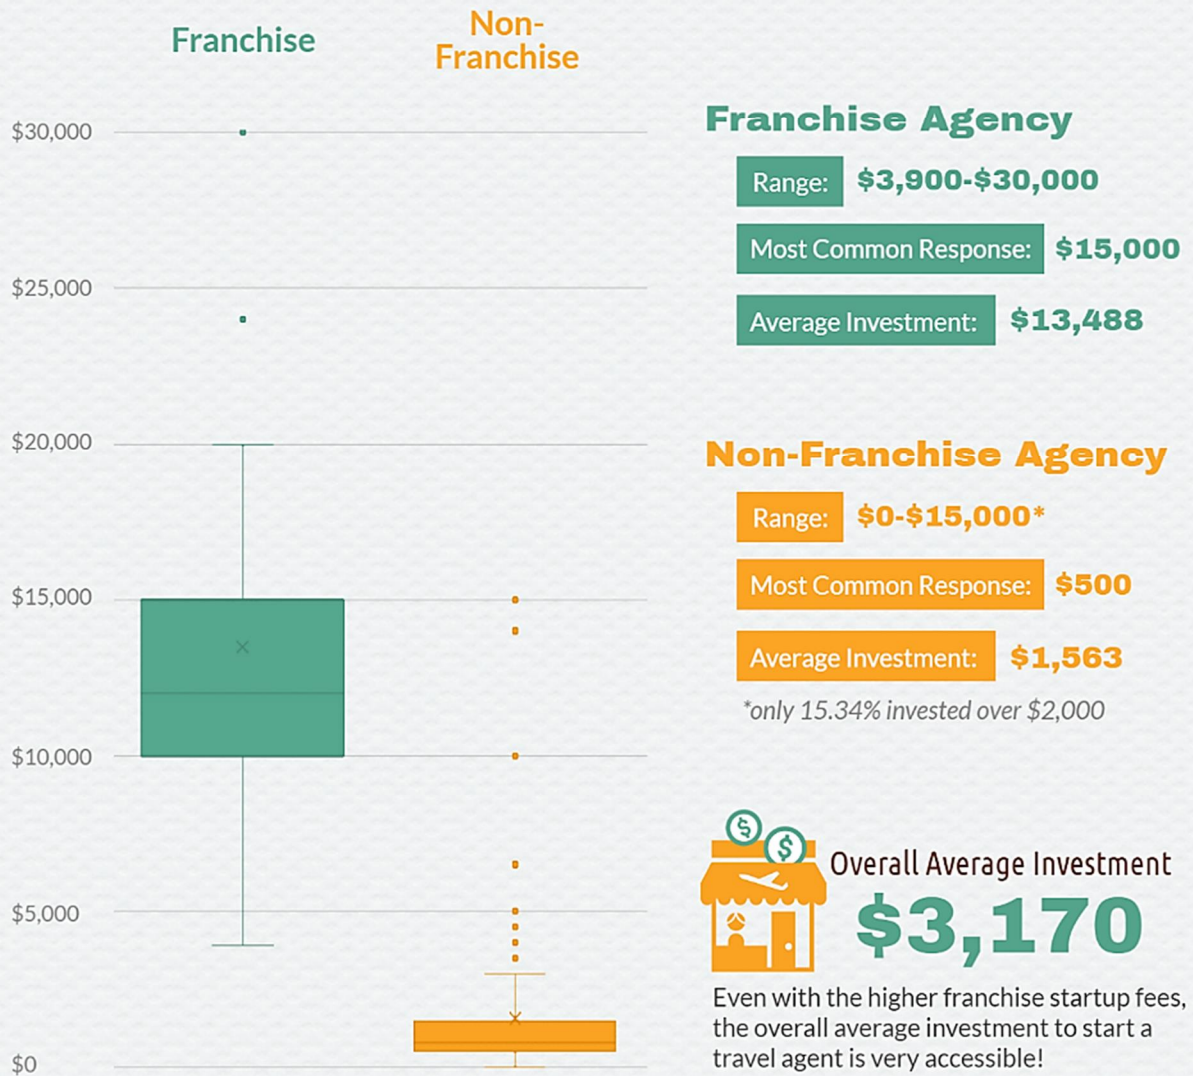 Franchise
Non-
Franchise
$30,000
$25,000
$20,000
$15,000
$10,000
$5,000
$0
Franchise Agency
Range: $3,900-$30,000
Most Common Response: $15,000
Average Investment: $13,488
Non-Franchise Agency
Range: $0-$15,000*
Most Common Response: $500
Average Investment: $1,563
*only 15.34% invested over $2,000
$
$
Overall Average Investment
$3,170
Even with the higher franchise startup fees,
the overall average investment to start a
travel agent is very accessible!